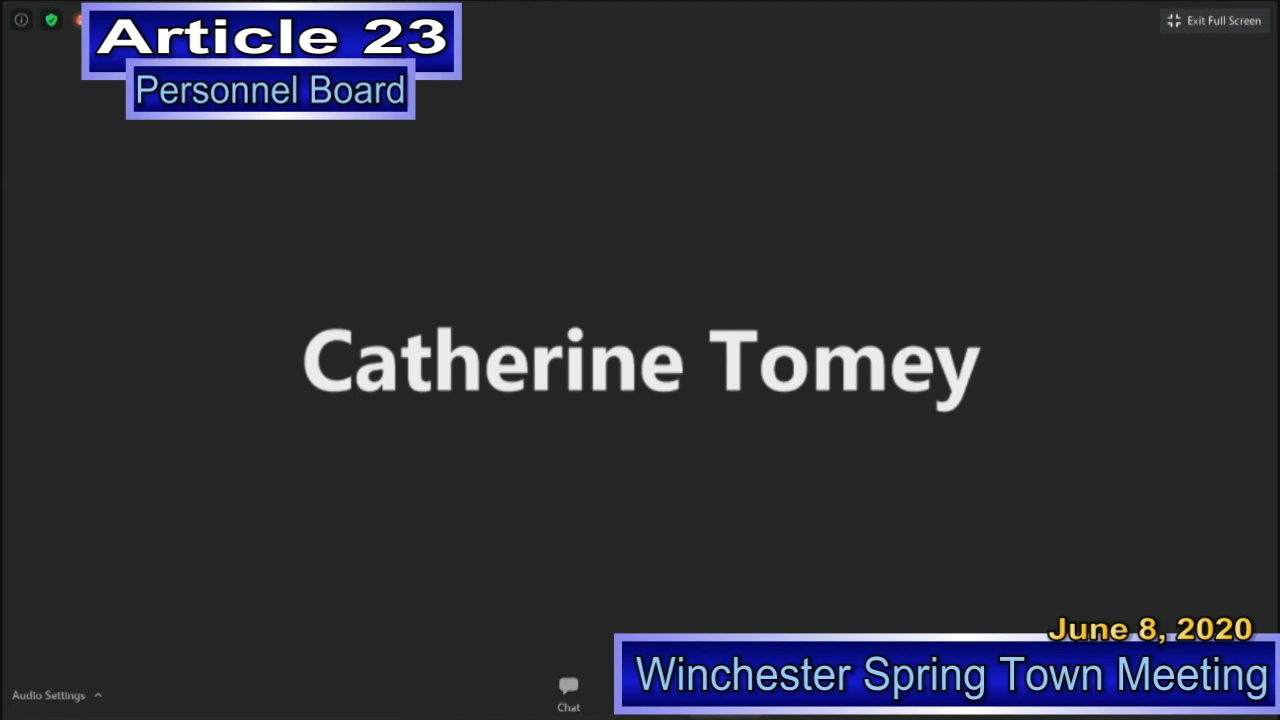 Article 23
Exit Full Screen
Personnel Board
Catherine Tomey
June 8, 2020
Winchester Spring Town Meeting
Audio Settings
Chat